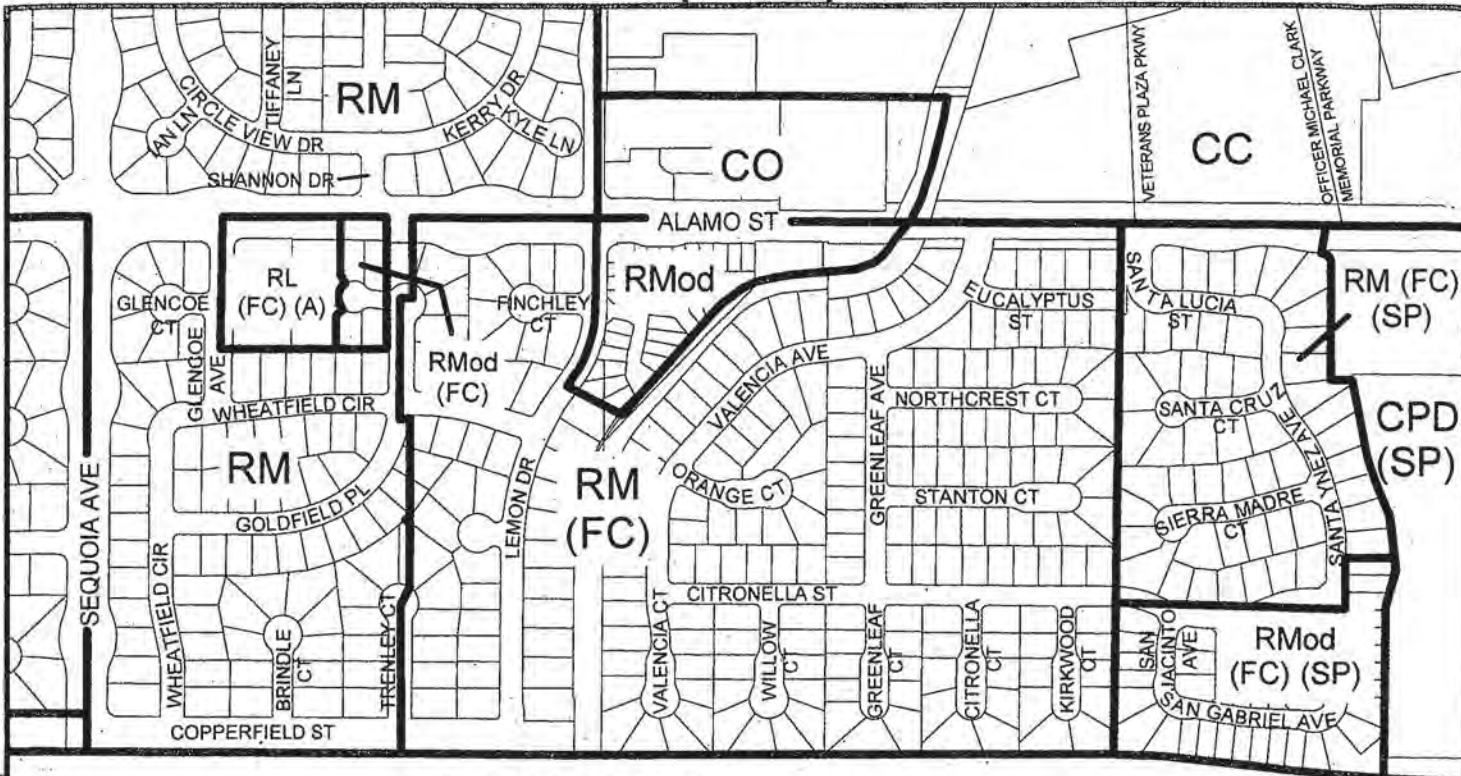 TIFFANEY
LN
RM
CIRCLE VIEW DR
KERRY DR
KYLE LN
IAN LN
SHANNON DR
CO
VETERANS PLAZA PKWY
CC
OFFICER MICHAEL CLARK
MEMORIAL PARKWAY
ALAMO ST
RL
(FC) (A)
GLENCOE
CT
GLENCOE
AVE
RMod
(FC)
FINCHLEY
CT
RMod
EUCALYPTUS
ST
SANTA LUCIA
ST
RM (FC)
(SP)
WHEATFIELD CIR
VALENCIA AVE
GREENLEAF AVE
NORTHCREST CT
SANTA CRUZ
CT
SANTA YNEZ AVE
CPD
(SP)
SEQUOIA AVE
RM
GOLDFIELD PL
LEMON DR
RM
(FC)
ORANGE CT
STANTON CT
SIERRA MADRE
CT
WHEATFIELD CIR
BRINDLE
CT
TRENLEY CT
CITRONELLA ST
VALENCIA CT
WILLOW
CT
GREENLEAF
CT
CITRONELLA
CT
KIRKWOOD
CT
SAN
JACINTO
AVE
RMod
(FC) (SP)
SAN GABRIEL AVE
COPPERFIELD ST